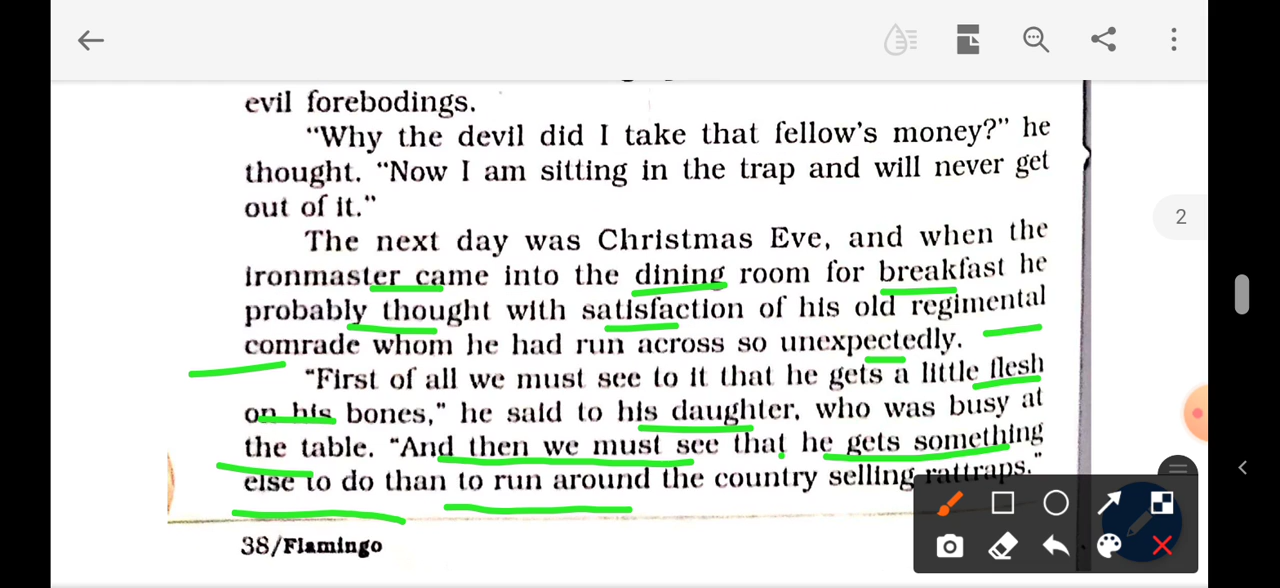 evil forebodings.
"Why the devil did I take that fellow's money?" he
thought. "Now I am sitting in the trap and will never get
out of it."
2
The next day was Christmas Eve, and when the
ironmaster came into the dining room for breakfast he
probably thought with satisfaction of his old regimental
comrade whom he had run across so unexpectedly.
"First of all we must see to it that he gets a little flesh
on his bones," he said to his daughter, who was busy at
the table. "And then we must see that he gets something
else to do than to run around the country selling rattraps."
38/Flamingo